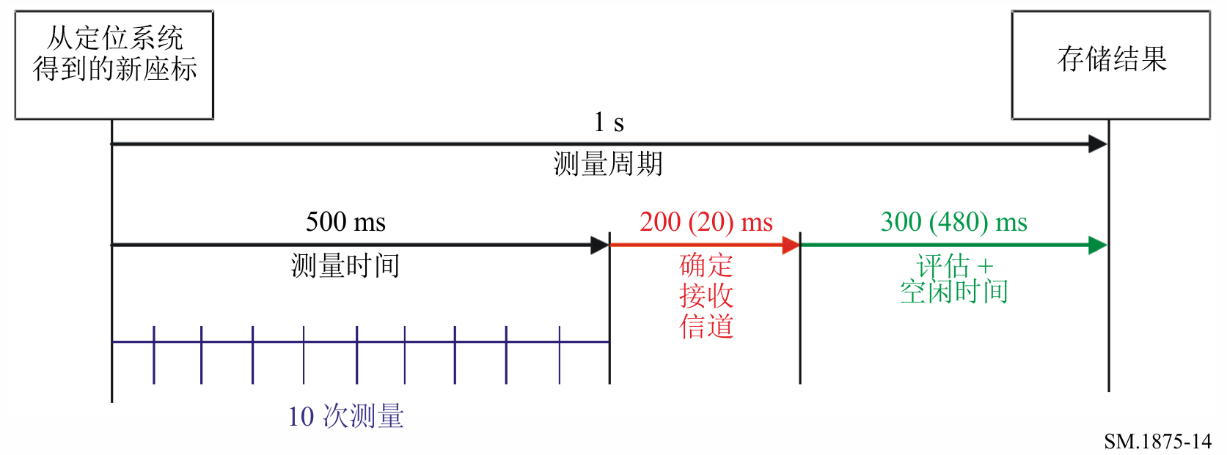 从定位系统
得到的新座标
存储结果
1 s
测量周期
500 ms
测量时间
200 (20) ms
确定
接收
信道
300 (480) ms
评估 +
空闲时间
10 次测量
SM.1875-14